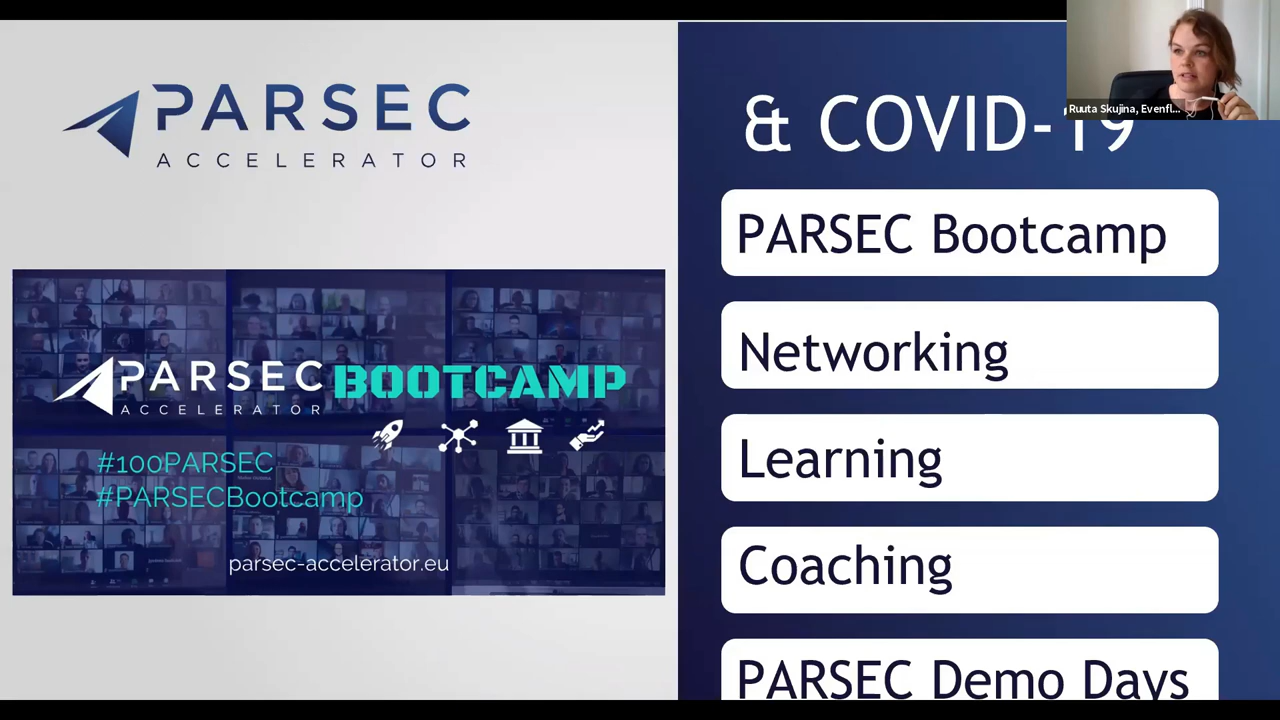 PARSEC
ACCELERATOR
PARSEC BOOTCAMP
ACCELERATOR
#100PARSEC
#PARSECBootcamp
parsec-accelerator.eu
& COVID-19
PARSEC Bootcamp
Networking
Learning
Coaching
PARSEC Demo Days
Ruuta Skujina, Evenfl...